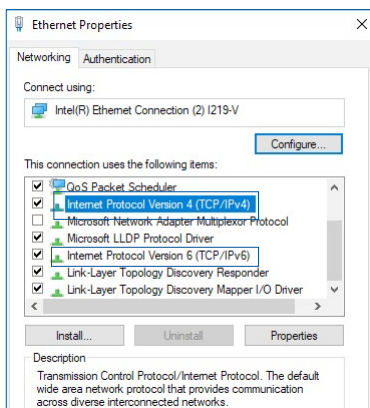 Ethernet Properties
Networking Authentication
Connect using:
Intel(R) Ethernet Connection (2) I219-V
Configure...
This connection uses the following items:
QoS Packet Scheduler
Internet Protocol Version 4 (TCP/IPv4)
Microsoft Network Adapter Multiplexor Protocol
Microsoft LLDP Protocol Driver
Internet Protocol Version 6 (TCP/IPv6)
Link-Layer Topology Discovery Responder
Link-Layer Topology Discovery Mapper I/O Driver
Install... Uninstall Properties
Description
Transmission Control Protocol/Internet Protocol. The default
wide area network protocol that provides communication
across diverse interconnected networks.